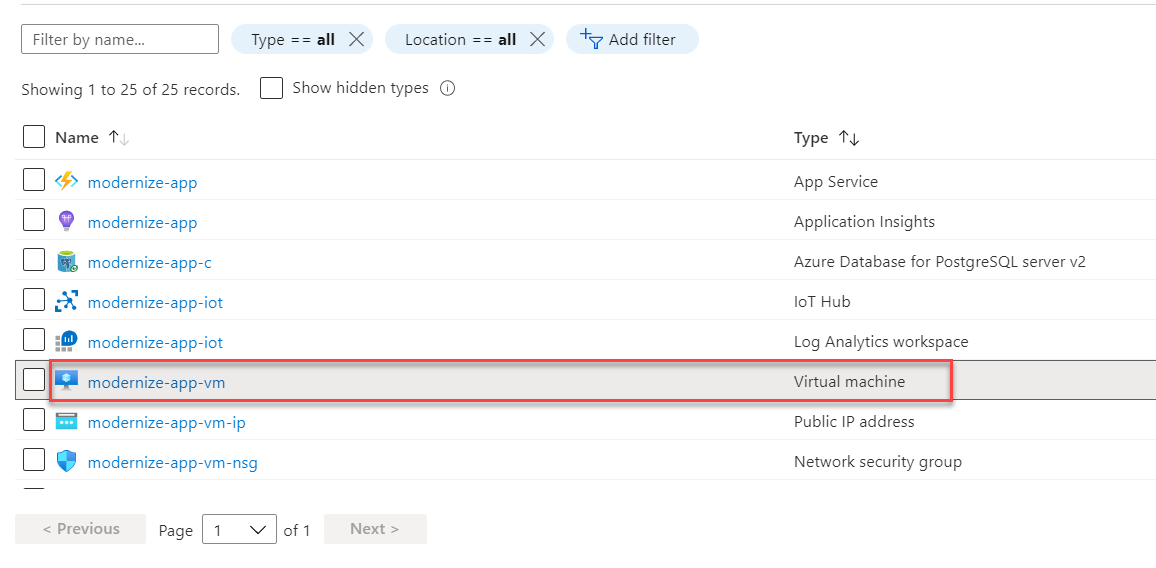 Filter by name...
Type == all
Location == all
Add filter
Showing 1 to 25 of 25 records.
Show hidden types
Name
Type
modernize-app
App Service
modernize-app
Application Insights
modernize-app-c
Azure Database for PostgreSQL server v2
modernize-app-iot
IoT Hub
modernize-app-iot
Log Analytics workspace
modernize-app-vm
Virtual machine
modernize-app-vm-ip
Public IP address
modernize-app-vm-nsg
Network security group
< Previous
Page 1 of 1
Next >